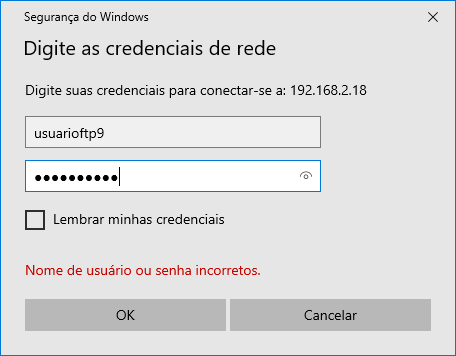 Segurança do Windows
Digite as credenciais de rede
Digite suas credenciais para conectar-se a: 192.168.2.18
usuarioftp9
●●●●●●●●●●
Lembrar minhas credenciais
Nome de usuário ou senha incorretos.
OK
Cancelar